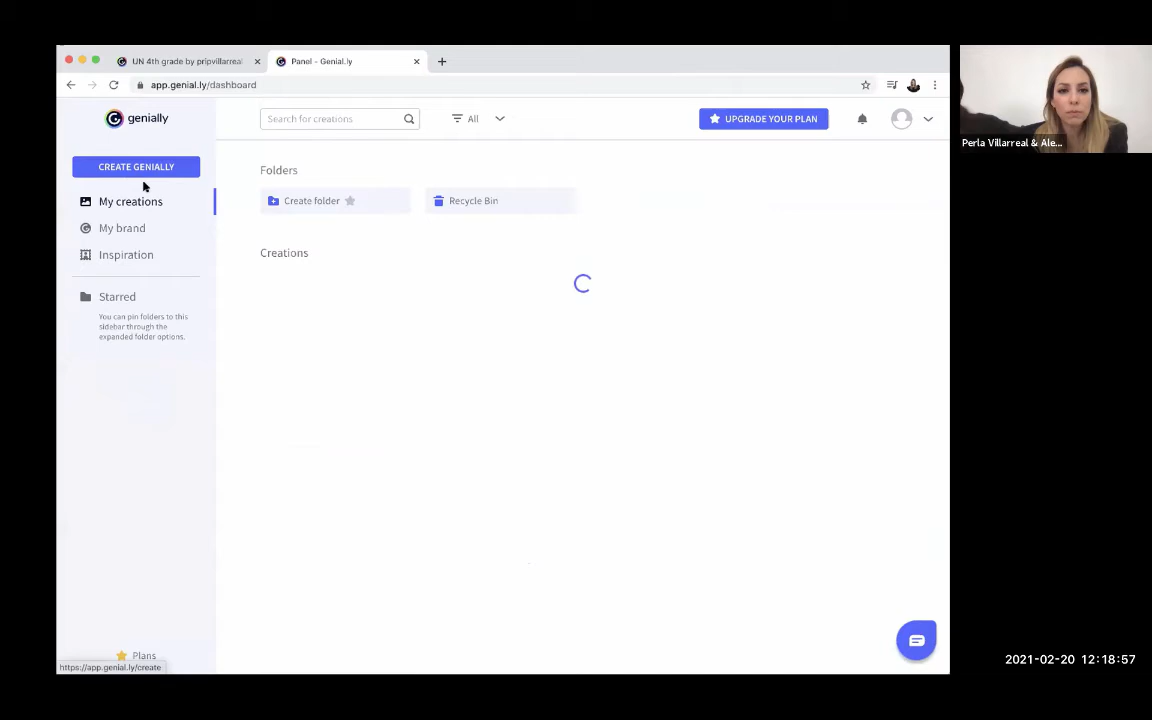 UN 4th grade by pripvillarreal
Panel - Genial.ly
app.genial.ly/dashboard
genially
Search for creations
All
UPGRADE YOUR PLAN
CREATE GENIALLY
My creations
My brand
Inspiration
Starred
You can pin folders to this
sidebar through the
expanded folder options.
Folders
Create folder
Recycle Bin
Creations
Plans
https://app.genial.ly/create
Perla Villarreal & Ale...
2021-02-20 12:18:57